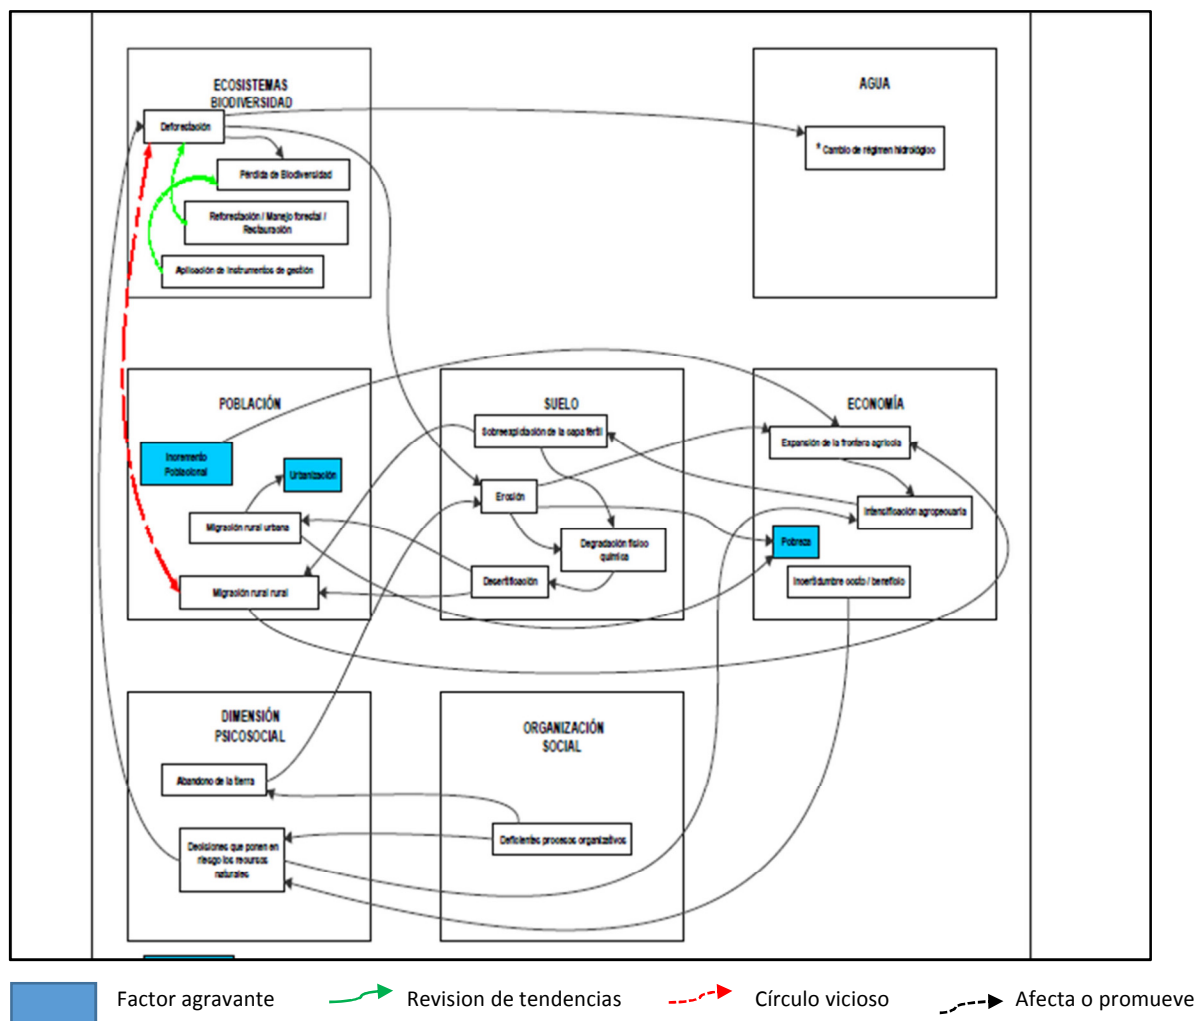 ECOSISTEMAS
BIODIVERSIDAD
Deforestación
Pérdida de Biodiversidad
Reforestación / Manejo forestal /
Restauración
Aplicación de instrumentos de gestión
AGUA
* Cambio de régimen hidrológico
POBLACIÓN
Incremento
Poblacional
Urbanización
Migración rural urbana
Migración rural rural
SUELO
Sobreexplotación de la capa fértil
Erosión
Degradación físico
química
Desertificación
ECONOMÍA
Expansión de la frontera agrícola
Intensificación agropecuaria
Pobreza
Incertidumbre costo / beneficio
DIMENSIÓN
PSICOSOCIAL
Abandono de la tierra
Decisiones que ponen en
riesgo los recursos
naturales
ORGANIZACIÓN
SOCIAL
Deficientes procesos organizativos
Factor agravante
Revision de tendencias
Círculo vicioso
Afecta o promueve